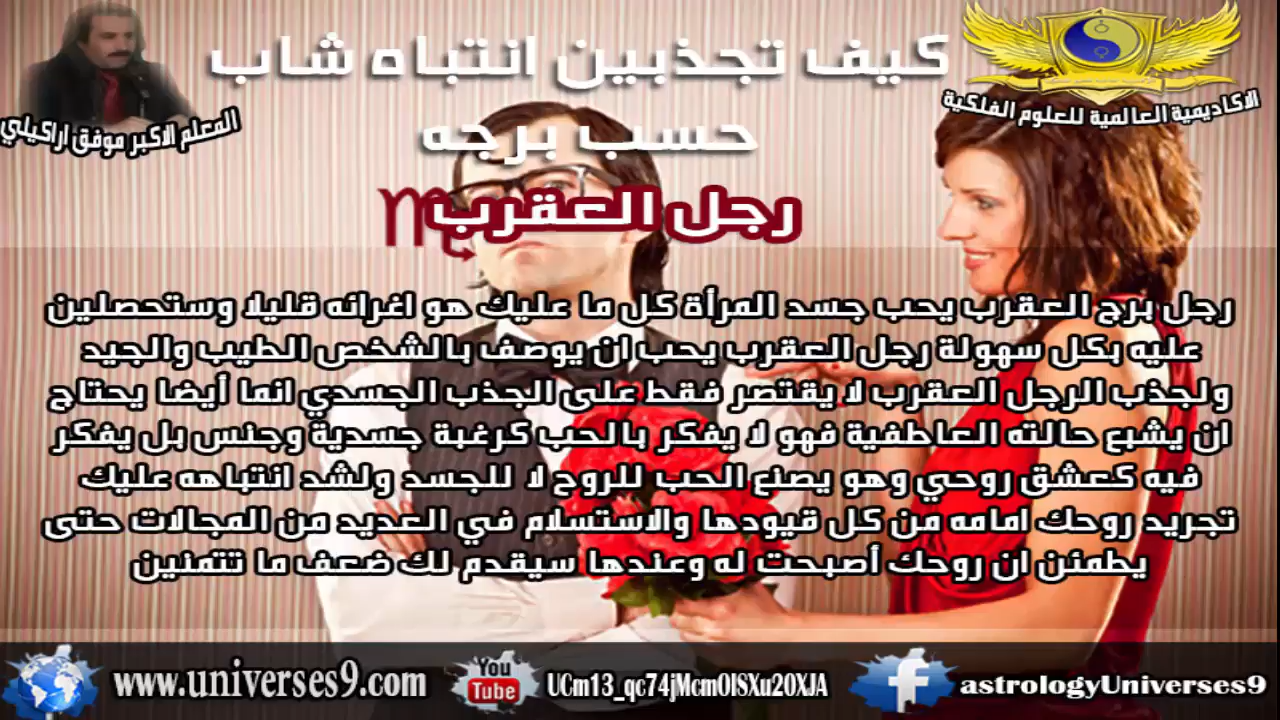 كيف تجذبين انتباه شاب
حسب برجه
رجل العقرب
المعلم الاكبر موفق اراكيلي
الاكاديمية العالمية للعلوم الفلكية
رجل برج العقرب يحب جسد المرأة كل ما عليك هو اغرائه قليلا وستحصلين
عليه بكل سهولة رجل العقرب يحب ان يوصف بالشخص الطيب والجيد
ولجذب الرجل العقرب لا يقتصر فقط على الجذب الجسدي انما أيضا يحتاج
ان يشبع حالته العاطفية فهو لا يفكر بالحب كرغبة جسدية وجنس بل يفكر
فيه كعشق روحي وهو يصنع الحب للروح لا للجسد ولشد انتباهه عليك
تجريد روحك امامه من كل قيودها والاستسلام في العديد من المجالات حتى
يطمئن ان روحك أصبحت له وعندها سيقدم لك ضعف ما تتمنين
www.universes9.com
You Tube
UCm13_qc74jMcmOlSXu20XJA
f
astrologyUniverses9